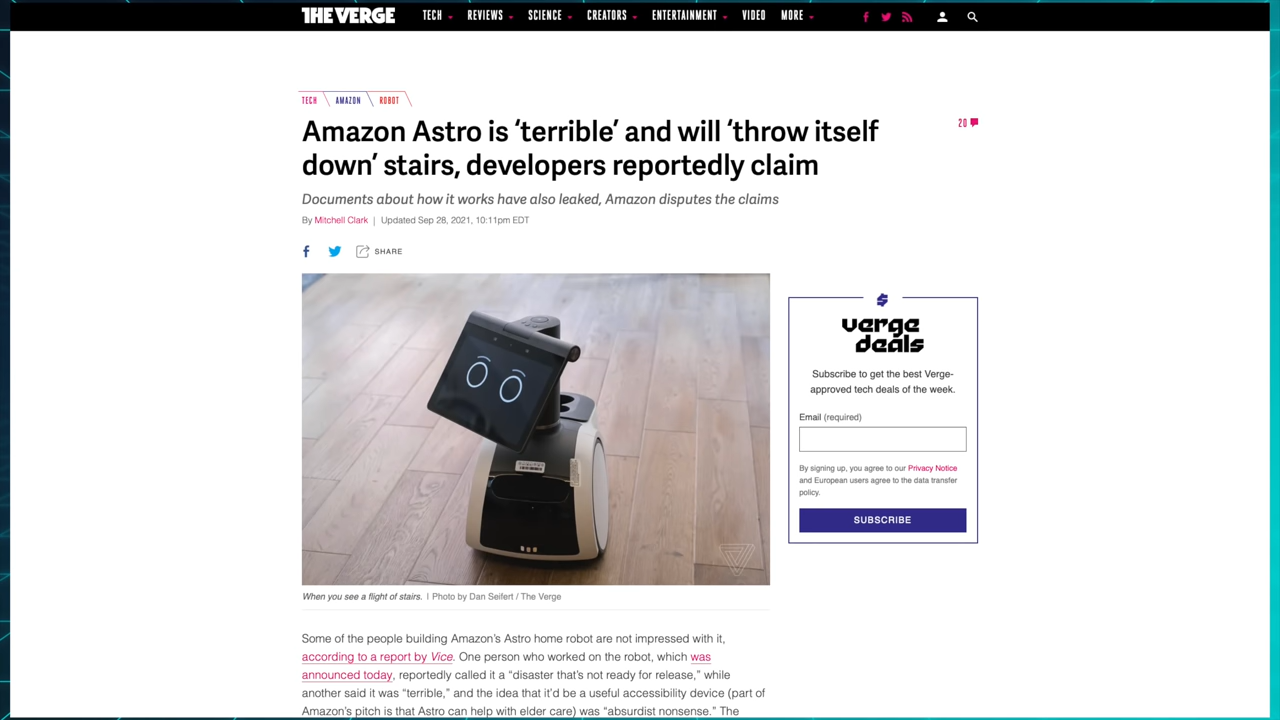 THE VERGE
TECH REVIEWS SCIENCE CREATORS ENTERTAINMENT VIDEO MORE
TECH AMAZON ROBOT
Amazon Astro is ‘terrible’ and will ‘throw itself
down’ stairs, developers reportedly claim
20
Documents about how it works have also leaked, Amazon disputes the claims
By Mitchell Clark | Updated Sep 28, 2021, 10:11pm EDT
SHARE
When you see a flight of stairs. | Photo by Dan Seifert / The Verge
Some of the people building Amazon’s Astro home robot are not impressed with it,
according to a report by Vice. One person who worked on the robot, which was
announced today, reportedly called it a “disaster that’s not ready for release,” while
another said it was “terrible,” and the idea that it’d be a useful accessibility device (part of
Amazon’s pitch is that Astro can help with elder care) was “absurdist nonsense.” The
verge
deals
Subscribe to get the best Verge-
approved tech deals of the week.
Email (required)
By signing up, you agree to our Privacy Notice
and European users agree to the data transfer
policy.
SUBSCRIBE